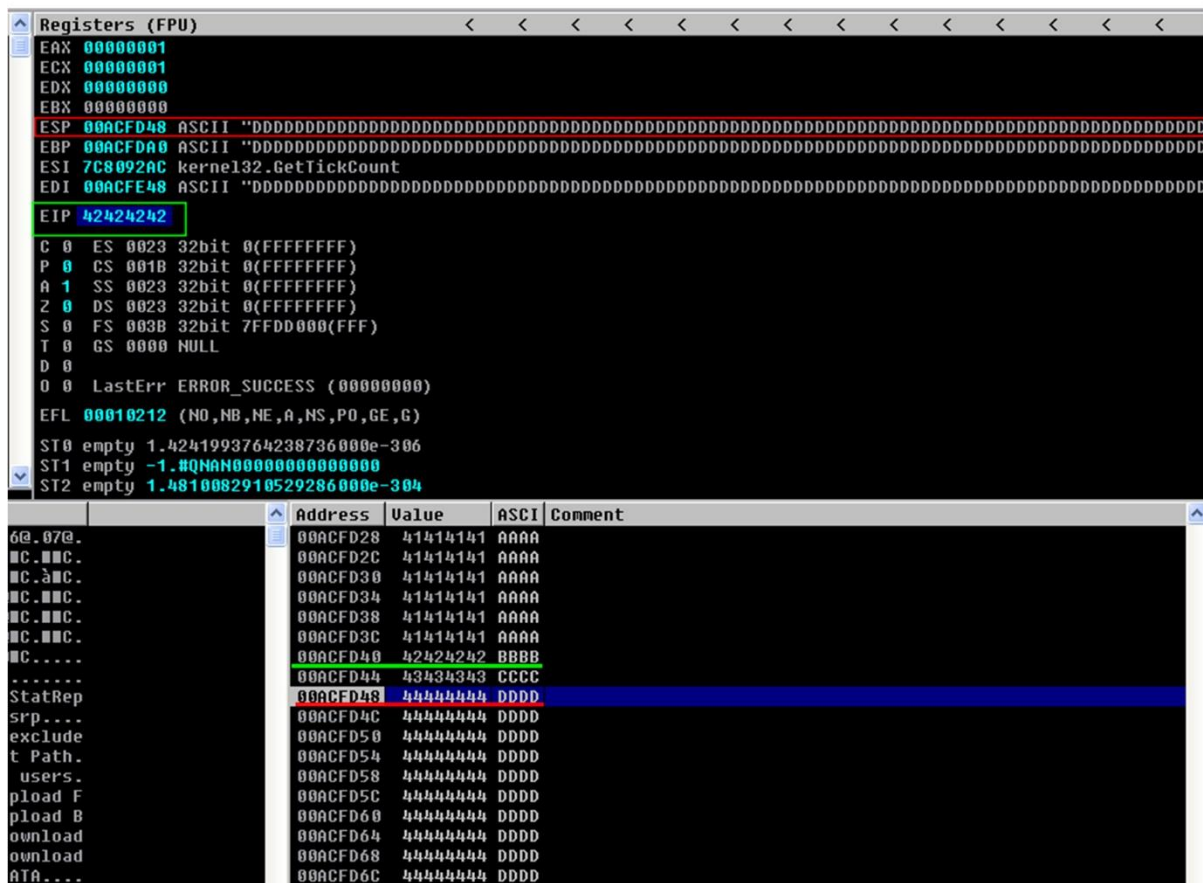 Registers (FPU) < < < < < < < < < < < < < <
EAX 00000001
ECX 00000001
EDX 00000000
EBX 00000000
ESP 00ACFD48 ASCII "DDDDDDDDDDDDDDDDDDDDDDDDDDDDDDDDDDDDDDDDDDDDDDDDDDDDDDDDDDDDDDDDDDDDDDDD
EBP 00ACFDA0 ASCII "DDDDDDDDDDDDDDDDDDDDDDDDDDDDDDDDDDDDDDDDDDDDDDDDDDDDDDDDDDDDDDDDDDDDDDDD
ESI 7C8092AC kernel32.GetTickCount
EDI 00ACFE48 ASCII "DDDDDDDDDDDDDDDDDDDDDDDDDDDDDDDDDDDDDDDDDDDDDDDDDDDDDDDDDDDDDDDDDDDDDDDD
EIP 42424242
C 0 ES 0023 32bit 0(FFFFFFFF)
P 0 CS 001B 32bit 0(FFFFFFFF)
A 1 SS 0023 32bit 0(FFFFFFFF)
Z 0 DS 0023 32bit 0(FFFFFFFF)
S 0 FS 003B 32bit 7FFDD000(FFF)
T 0 GS 0000 NULL
D 0
O 0 LastErr ERROR_SUCCESS (00000000)
EFL 00010212 (NO,NB,NE,A,NS,PO,GE,G)
ST0 empty 1.4241993764238736000e-306
ST1 empty -1.#QNAN00000000000000
ST2 empty 1.4810082910529286000e-304
Address Value ASCI Comment
6@.07@. 00ACFD28 41414141 AAAA
C. C. 00ACFD2C 41414141 AAAA
C.à C. 00ACFD30 41414141 AAAA
C. C. 00ACFD34 41414141 AAAA
C. C. 00ACFD38 41414141 AAAA
C. C. 00ACFD3C 41414141 AAAA
C..... 00ACFD40 42424242 BBBB
....... 00ACFD44 43434343 CCCC
StatRep 00ACFD48 44444444 DDDD
srp.... 00ACFD4C 44444444 DDDD
exclude 00ACFD50 44444444 DDDD
t Path. 00ACFD54 44444444 DDDD
users. 00ACFD58 44444444 DDDD
pload F 00ACFD5C 44444444 DDDD
pload B 00ACFD60 44444444 DDDD
ownload 00ACFD64 44444444 DDDD
ownload 00ACFD68 44444444 DDDD
ATA.... 00ACFD6C 44444444 DDDD